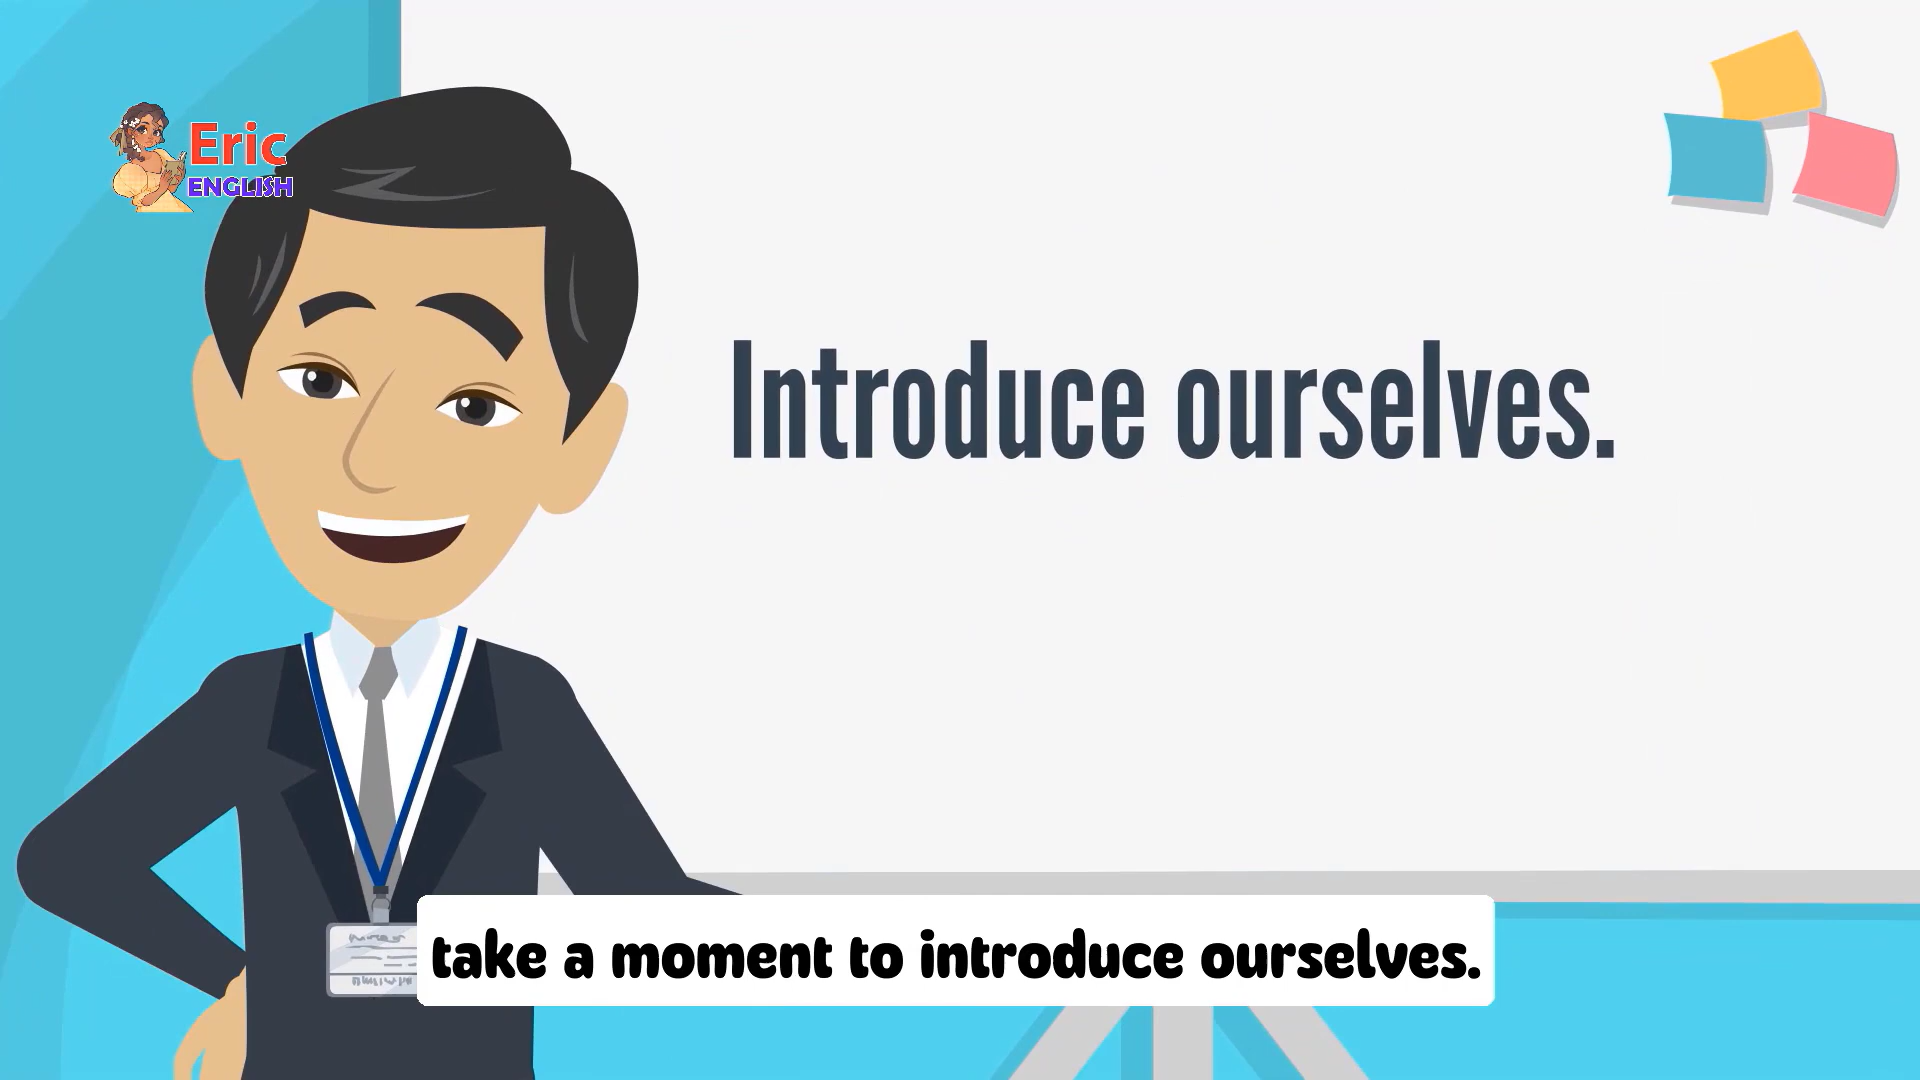 Eric
ENGLISH
Introduce ourselves.
take a moment to introduce ourselves.